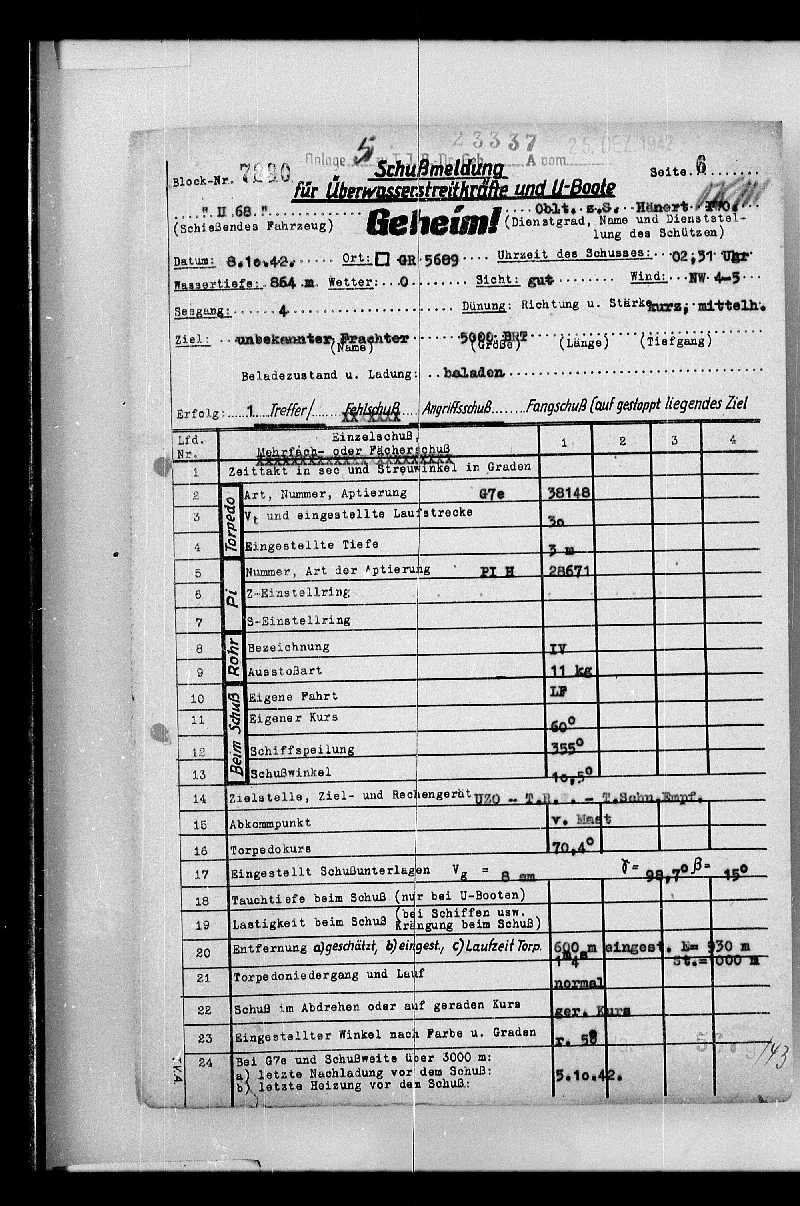 5 23337 25. DEZ. 1942
Anlage A vom
Block-Nr. Schußmeldung Seite 6
für Überwasserstreitkräfte und U-Boote
" U 68." Geheim! Oblt. z.S. Hänert IWO.
(Schießendes Fahrzeug) (Dienstgrad, Name und Dienststel-
lung des Schützen)
Datum: 8.1o.42. Ort: □ GR 5689 Uhrzeit des Schusses: 02,31 Uhr
Wassertiefe: 864 m Wetter: 0 Sicht: gut Wind: NW 4-5
Seegang: 4 Dünung: Richtung u. Stärke kurz, mittelh.
Ziel: unbekannter Frachter 5000 BRT
(Name) (Größe) (Länge) (Tiefgang)
Beladezustand u. Ladung: beladen
Erfolg: 1 Treffer/ Fehlschuß Angriffsschuß Fangschuß (auf gestoppt liegendes Ziel
Lfd. Nr. Einzelschuß, 1 2 3 4
Mehrfach- oder Fächerschuß
1 Zeittakt in sec und Streuwinkel in Graden
Torpedo
2 Art, Nummer, Aptierung G7e 38148
3 Vt und eingestellte Laufstrecke 3o
4 Eingestellte Tiefe 3 m
Pi
5 Nummer, Art der Aptierung PI H 28671
6 Z-Einstellring
7 S-Einstellring
Rohr
8 Bezeichnung IV
9 Ausstoßart 11 kg
Beim Schuß
10 Eigene Fahrt LF
11 Eigener Kurs 60°
12 Schiffspeilung 355°
13 Schußwinkel 1o,5°
14 Zielstelle, Ziel- und Rechengerät UZO - T.R. - T.Schu.Empf.
15 Abkommpunkt v. Mast
16 Torpedokurs 70,4°
17 Eingestellt Schußunterlagen Vg = 8 sm γ= 98,7° β= 15°
18 Tauchtiefe beim Schuß (nur bei U-Booten)
19 Lastigkeit beim Schuß (bei Schiffen usw.
Krängung beim Schuß)
20 Entfernung a) geschätzt, b) eingest., c) Laufzeit Torp. 600 m eingest. E= 930 m
21 Torpedoniedergang und Lauf normal
22 Schuß im Abdrehen oder auf geraden Kurs ger. Kurs
23 Eingestellter Winkel nach Farbe u. Graden r. 58
143
24 Bei G7e und Schußweite über 3000 m:
a) letzte Nachladung vor dem Schuß: 5.1o.42.
b) letzte Heizung vor dem Schuß: